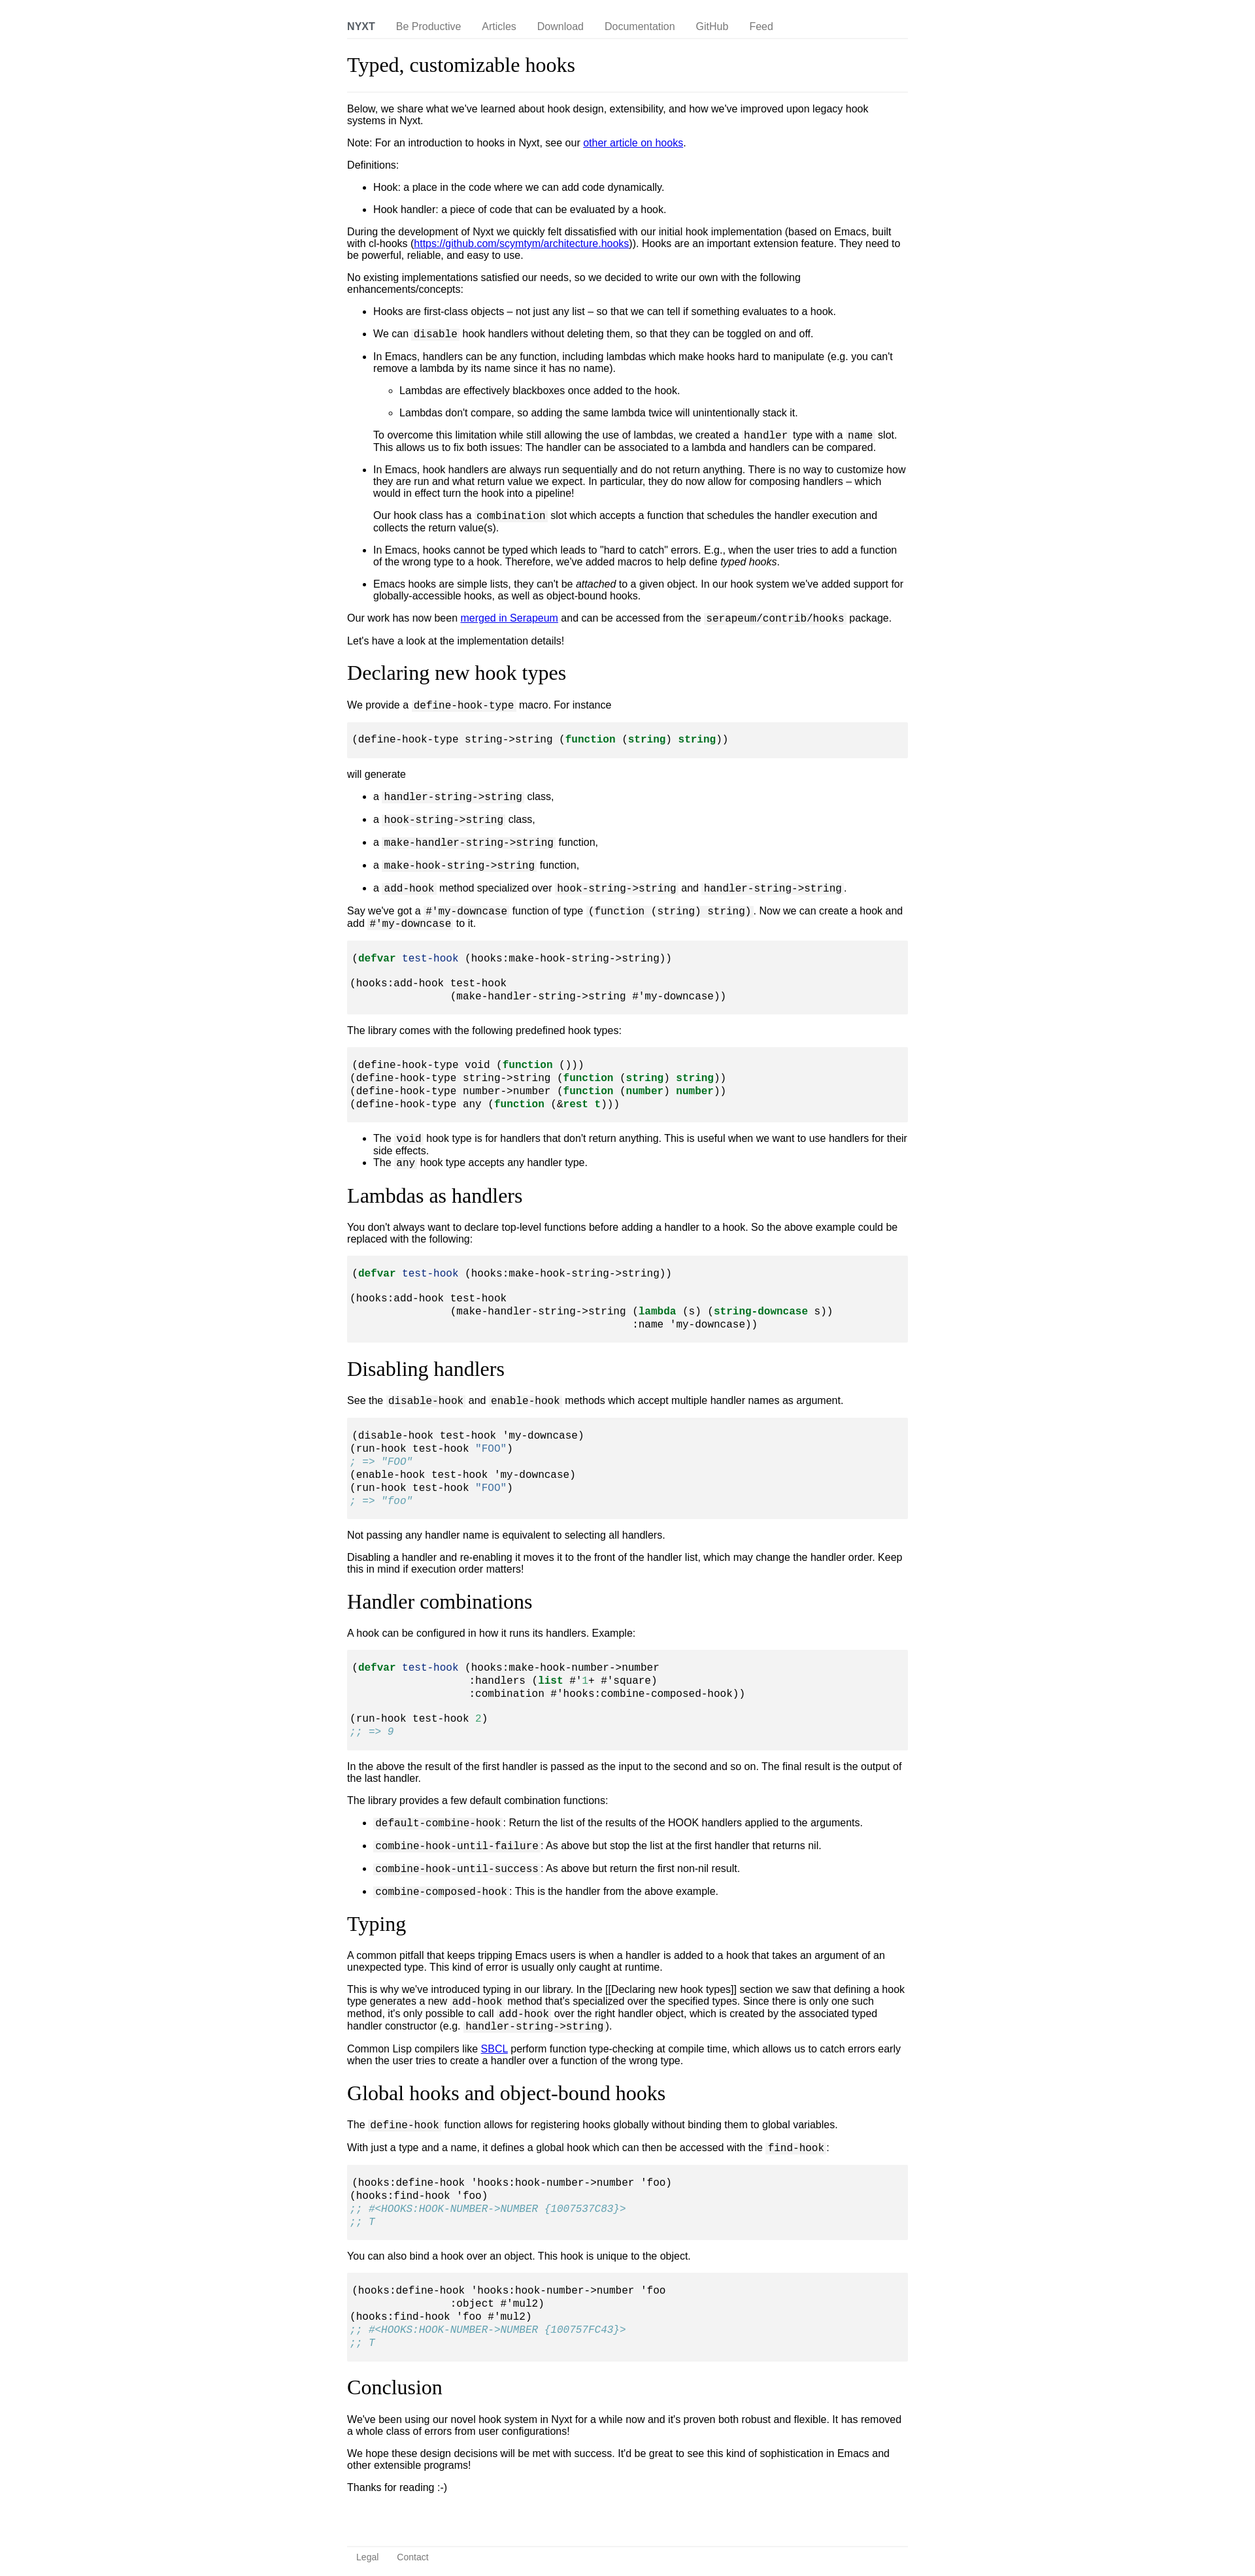 NYXT Be Productive Articles Download Documentation GitHub Feed
Typed, customizable hooks
Below, we share what we've learned about hook design, extensibility, and how we've improved upon legacy hook
systems in Nyxt.
Note: For an introduction to hooks in Nyxt, see our other article on hooks.
Definitions:
• Hook: a place in the code where we can add code dynamically.
• Hook handler: a piece of code that can be evaluated by a hook.
During the development of Nyxt we quickly felt dissatisfied with our initial hook implementation (based on Emacs, built
with cl-hooks (https://github.com/scymtym/architecture.hooks)). Hooks are an important extension feature. They need to
be powerful, reliable, and easy to use.
No existing implementations satisfied our needs, so we decided to write our own with the following
enhancements/concepts:
• Hooks are first-class objects – not just any list – so that we can tell if something evaluates to a hook.
• We can disable hook handlers without deleting them, so that they can be toggled on and off.
• In Emacs, handlers can be any function, including lambdas which make hooks hard to manipulate (e.g. you can't
remove a lambda by its name since it has no name).
◦ Lambdas are effectively blackboxes once added to the hook.
◦ Lambdas don't compare, so adding the same lambda twice will unintentionally stack it.
To overcome this limitation while still allowing the use of lambdas, we created a handler type with a name slot.
This allows us to fix both issues: The handler can be associated to a lambda and handlers can be compared.
• In Emacs, hook handlers are always run sequentially and do not return anything. There is no way to customize how
they are run and what return value we expect. In particular, they do now allow for composing handlers – which
would in effect turn the hook into a pipeline!
Our hook class has a combination slot which accepts a function that schedules the handler execution and
collects the return value(s).
• In Emacs, hooks cannot be typed which leads to "hard to catch" errors. E.g., when the user tries to add a function
of the wrong type to a hook. Therefore, we've added macros to help define typed hooks.
• Emacs hooks are simple lists, they can't be attached to a given object. In our hook system we've added support for
globally-accessible hooks, as well as object-bound hooks.
Our work has now been merged in Serapeum and can be accessed from the serapeum/contrib/hooks package.
Let's have a look at the implementation details!
Declaring new hook types
We provide a define-hook-type macro. For instance
(define-hook-type string->string (function (string) string))
will generate
• a handler-string->string class,
• a hook-string->string class,
• a make-handler-string->string function,
• a make-hook-string->string function,
• a add-hook method specialized over hook-string->string and handler-string->string.
Say we've got a #'my-downcase function of type (function (string) string). Now we can create a hook and
add #'my-downcase to it.
(defvar test-hook (hooks:make-hook-string->string))
(hooks:add-hook test-hook
(make-handler-string->string #'my-downcase))
The library comes with the following predefined hook types:
(define-hook-type void (function ()))
(define-hook-type string->string (function (string) string))
(define-hook-type number->number (function (number) number))
(define-hook-type any (function (&rest t)))
• The void hook type is for handlers that don't return anything. This is useful when we want to use handlers for their
side effects.
• The any hook type accepts any handler type.
Lambdas as handlers
You don't always want to declare top-level functions before adding a handler to a hook. So the above example could be
replaced with the following:
(defvar test-hook (hooks:make-hook-string->string))
(hooks:add-hook test-hook
(make-handler-string->string (lambda (s) (string-downcase s))
:name 'my-downcase))
Disabling handlers
See the disable-hook and enable-hook methods which accept multiple handler names as argument.
(disable-hook test-hook 'my-downcase)
(run-hook test-hook "FOO")
; => "FOO"
(enable-hook test-hook 'my-downcase)
(run-hook test-hook "FOO")
; => "foo"
Not passing any handler name is equivalent to selecting all handlers.
Disabling a handler and re-enabling it moves it to the front of the handler list, which may change the handler order. Keep
this in mind if execution order matters!
Handler combinations
A hook can be configured in how it runs its handlers. Example:
(defvar test-hook (hooks:make-hook-number->number
:handlers (list #'1+ #'square)
:combination #'hooks:combine-composed-hook))
(run-hook test-hook 2)
;; => 9
In the above the result of the first handler is passed as the input to the second and so on. The final result is the output of
the last handler.
The library provides a few default combination functions:
• default-combine-hook: Return the list of the results of the HOOK handlers applied to the arguments.
• combine-hook-until-failure: As above but stop the list at the first handler that returns nil.
• combine-hook-until-success: As above but return the first non-nil result.
• combine-composed-hook: This is the handler from the above example.
Typing
A common pitfall that keeps tripping Emacs users is when a handler is added to a hook that takes an argument of an
unexpected type. This kind of error is usually only caught at runtime.
This is why we've introduced typing in our library. In the [[Declaring new hook types]] section we saw that defining a hook
type generates a new add-hook method that's specialized over the specified types. Since there is only one such
method, it's only possible to call add-hook over the right handler object, which is created by the associated typed
handler constructor (e.g. handler-string->string).
Common Lisp compilers like SBCL perform function type-checking at compile time, which allows us to catch errors early
when the user tries to create a handler over a function of the wrong type.
Global hooks and object-bound hooks
The define-hook function allows for registering hooks globally without binding them to global variables.
With just a type and a name, it defines a global hook which can then be accessed with the find-hook:
(hooks:define-hook 'hooks:hook-number->number 'foo)
(hooks:find-hook 'foo)
;; #<HOOKS:HOOK-NUMBER->NUMBER {1007537C83}>
;; T
You can also bind a hook over an object. This hook is unique to the object.
(hooks:define-hook 'hooks:hook-number->number 'foo
:object #'mul2)
(hooks:find-hook 'foo #'mul2)
;; #<HOOKS:HOOK-NUMBER->NUMBER {100757FC43}>
;; T
Conclusion
We've been using our novel hook system in Nyxt for a while now and it's proven both robust and flexible. It has removed
a whole class of errors from user configurations!
We hope these design decisions will be met with success. It'd be great to see this kind of sophistication in Emacs and
other extensible programs!
Thanks for reading :-)
Legal Contact